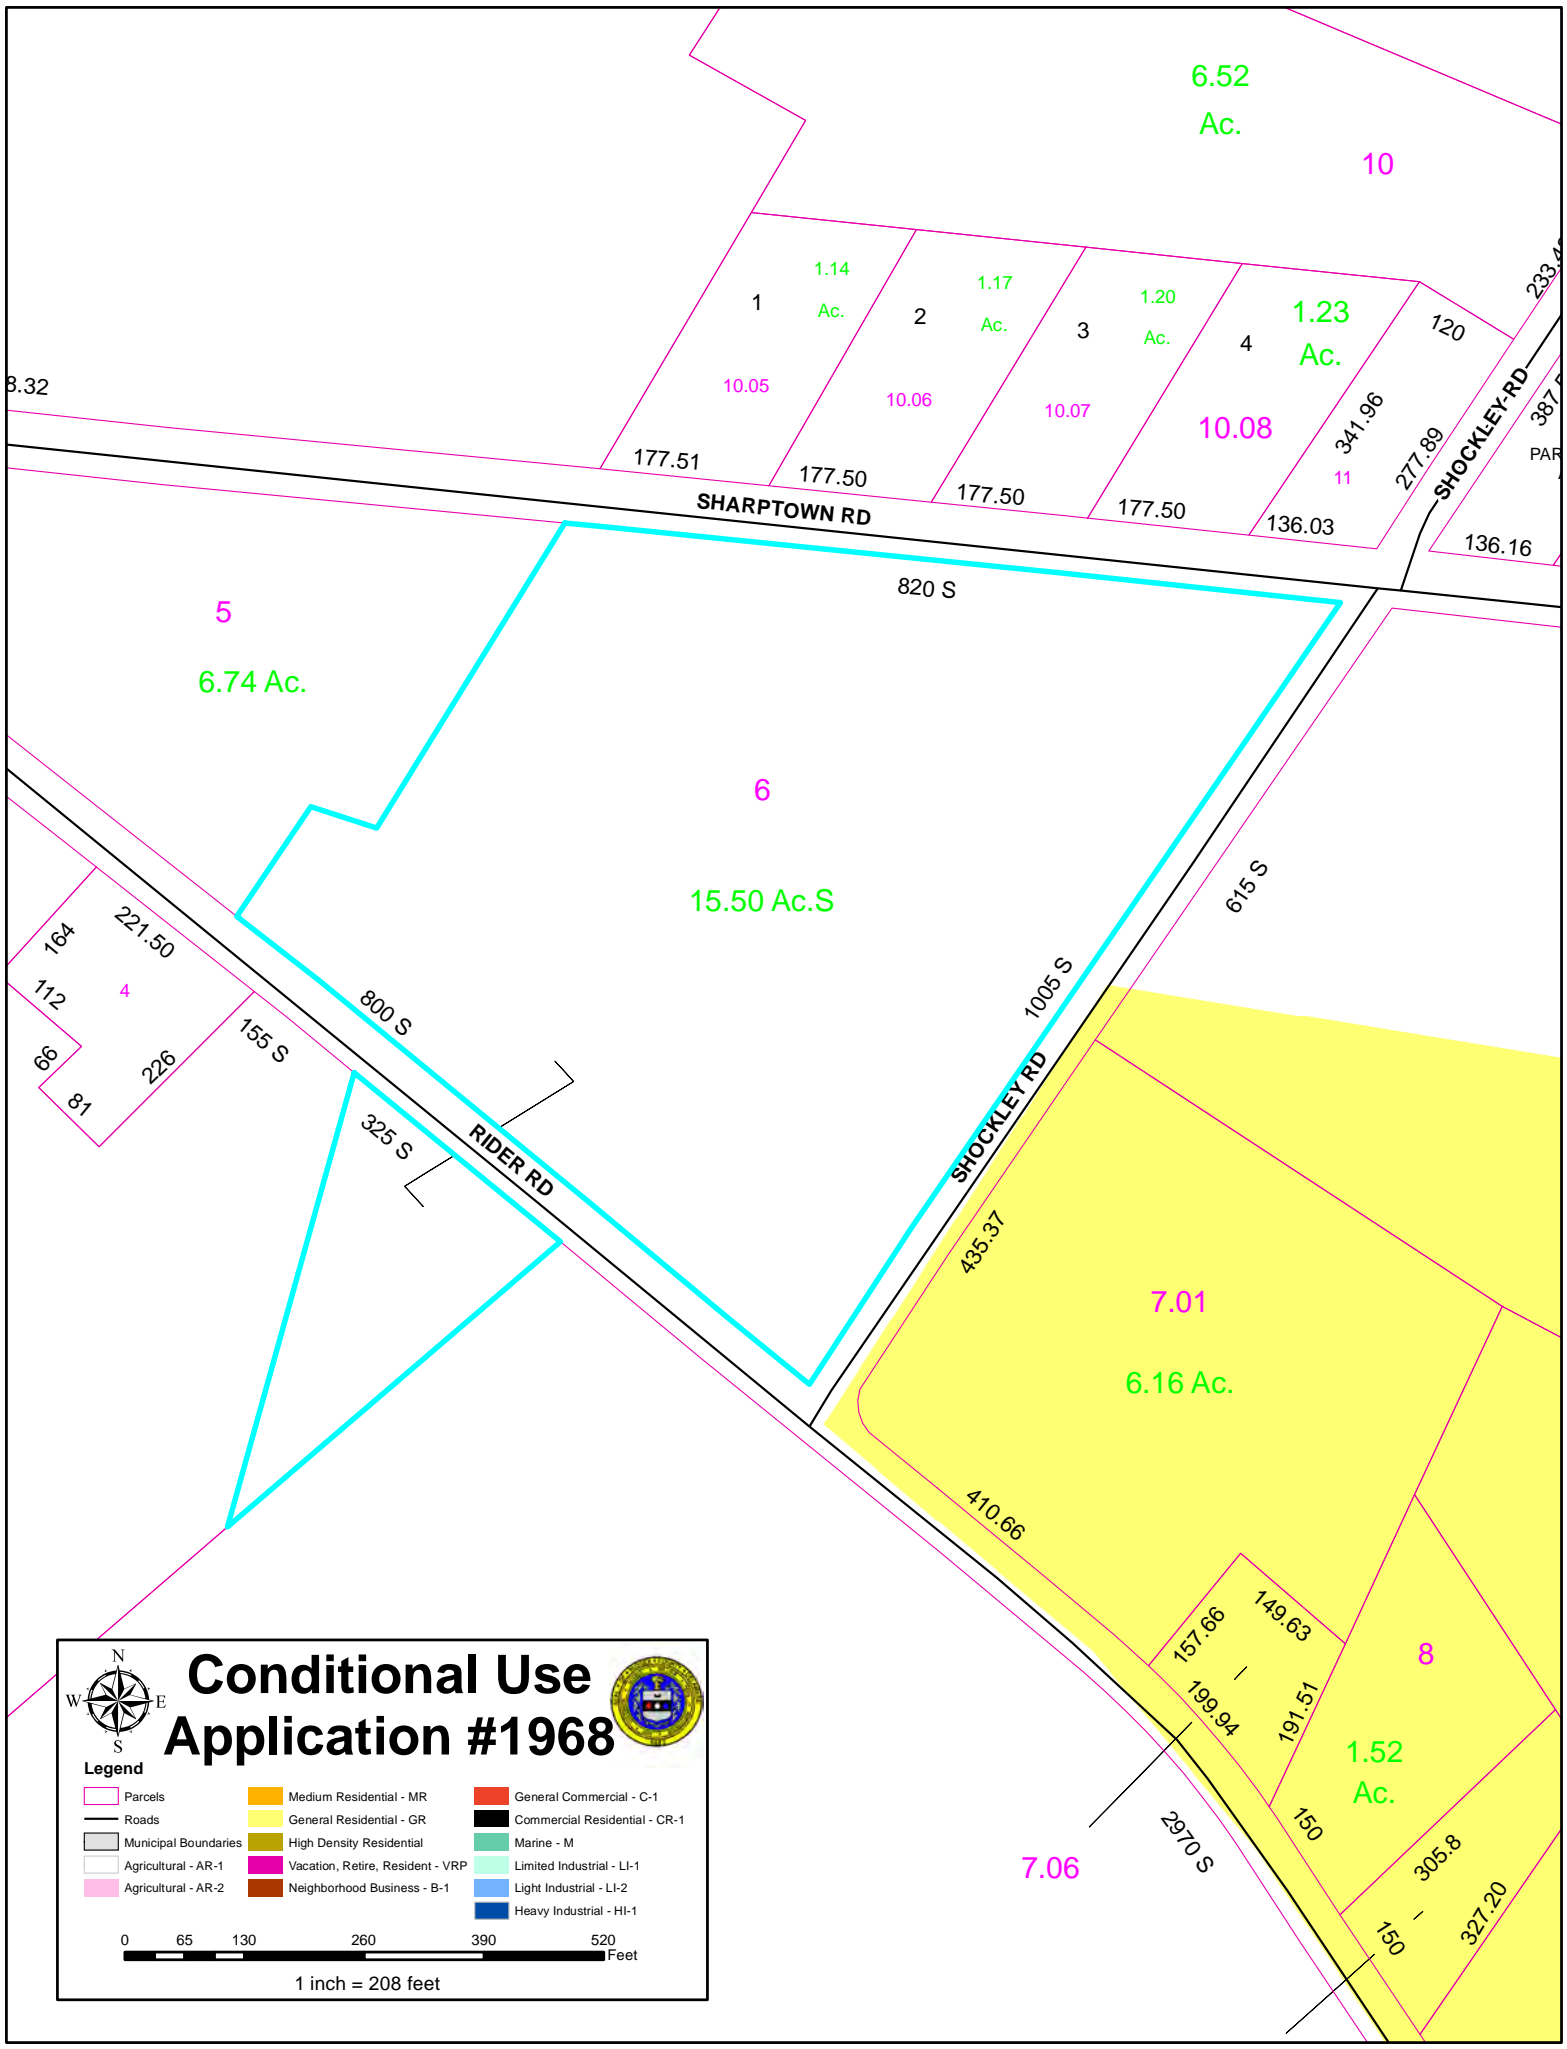 6.52
Ac.
10
233.4
1.14
Ac.
1
10.05
1.17
Ac.
2
10.06
1.20
Ac.
3
10.07
1.23
Ac.
4
10.08
120
341.96
277.89
11
SHOCKLEY RD
387.5
PAR
8.32
177.51
177.50
177.50
177.50
136.03
136.16
SHARPTOWN RD
820 S
5
6.74 Ac.
6
15.50 Ac.S
615 S
1005 S
SHOCKLEY RD
164
221.50
4
112
66
81
226
155 S
800 S
325 S
RIDER RD
435.37
7.01
6.16 Ac.
410.66
157.66
149.63
199.94
191.51
8
1.52
Ac.
150
305.8
327.20
150
2970 S
7.06
N
W E
S
Conditional Use
Application #1968
Legend
Parcels
Roads
Municipal Boundaries
Agricultural - AR-1
Agricultural - AR-2
Medium Residential - MR
General Residential - GR
High Density Residential
Vacation, Retire, Resident - VRP
Neighborhood Business - B-1
General Commercial - C-1
Commercial Residential - CR-1
Marine - M
Limited Industrial - LI-1
Light Industrial - LI-2
Heavy Industrial - HI-1
0 65 130 260 390 520
Feet
1 inch = 208 feet